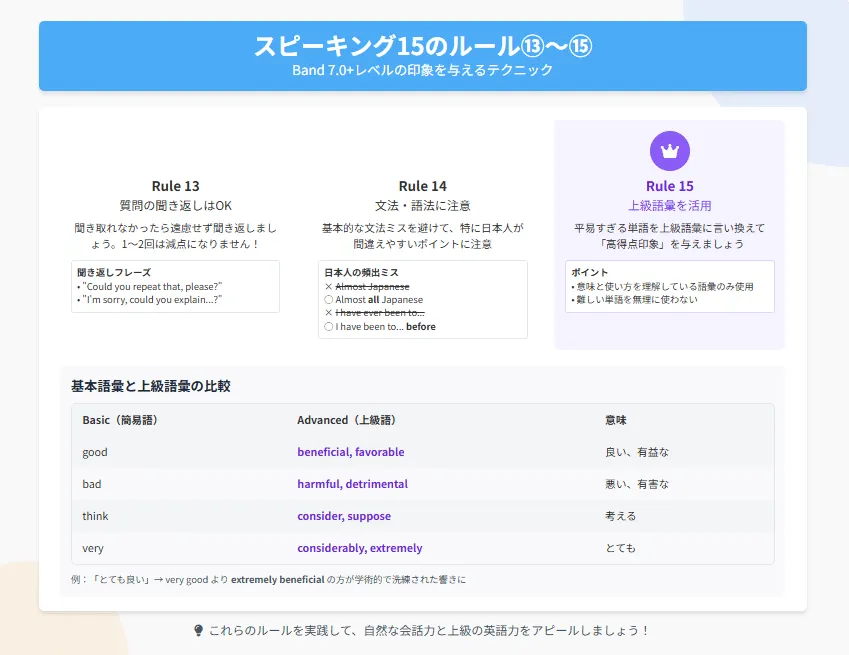 スピーキング15のルール⑬〜⑮
Band 7.0+レベルの印象を与えるテクニック
Rule 13
質問の聞き返しはOK
聞き取れなかったら遠慮せず聞き返しまし
ょう。1〜2回は減点になりません！
聞き返しフレーズ
• "Could you repeat that, please?"
• "I'm sorry, could you explain...?"
Rule 14
文法・語法に注意
基本的な文法ミスを避けて、特に日本人が
間違えやすいポイントに注意
日本人の頻出ミス
× Almost Japanese
○ Almost all Japanese
× I have ever been to...
○ I have been to... before
Rule 15
上級語彙を活用
平易すぎる単語を上級語彙に言い換えて
「高得点印象」を与えましょう
ポイント
• 意味と使い方を理解している語彙のみ使用
• 難しい単語を無理に使わない
基本語彙と上級語彙の比較
Basic（簡易語） Advanced（上級語） 意味
good beneficial, favorable 良い、有益な
bad harmful, detrimental 悪い、有害な
think consider, suppose 考える
very considerably, extremely とても
例：「とても良い」→ very good より extremely beneficial の方が学術的で洗練された響きに
これらのルールを実践して、自然な会話力と上級の英語力をアピールしましょう！